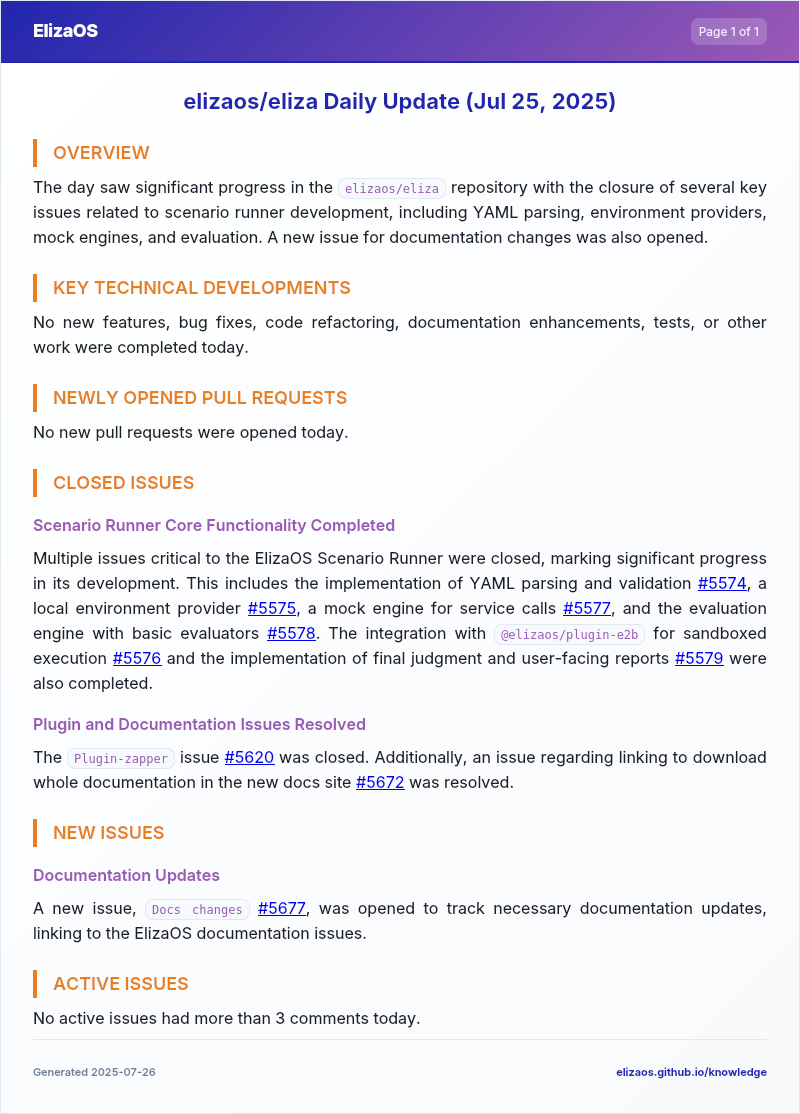 ElizaOS
Page 1 of 1
elizaos/eliza Daily Update (Jul 25, 2025)
OVERVIEW
The day saw significant progress in the elizaos/eliza repository with the closure of several key
issues related to scenario runner development, including YAML parsing, environment providers,
mock engines, and evaluation. A new issue for documentation changes was also opened.
KEY TECHNICAL DEVELOPMENTS
No new features, bug fixes, code refactoring, documentation enhancements, tests, or other
work were completed today.
NEWLY OPENED PULL REQUESTS
No new pull requests were opened today.
CLOSED ISSUES
Scenario Runner Core Functionality Completed
Multiple issues critical to the ElizaOS Scenario Runner were closed, marking significant progress
in its development. This includes the implementation of YAML parsing and validation #5574, a
local environment provider #5575, a mock engine for service calls #5577, and the evaluation
engine with basic evaluators #5578. The integration with @elizaos/plugin-e2b for sandboxed
execution #5576 and the implementation of final judgment and user-facing reports #5579 were
also completed.
Plugin and Documentation Issues Resolved
The Plugin-zapper issue #5620 was closed. Additionally, an issue regarding linking to download
whole documentation in the new docs site #5672 was resolved.
NEW ISSUES
Documentation Updates
A new issue, Docs changes #5677, was opened to track necessary documentation updates,
linking to the ElizaOS documentation issues.
ACTIVE ISSUES
No active issues had more than 3 comments today.
Generated 2025-07-26
elizaos.github.io/knowledge